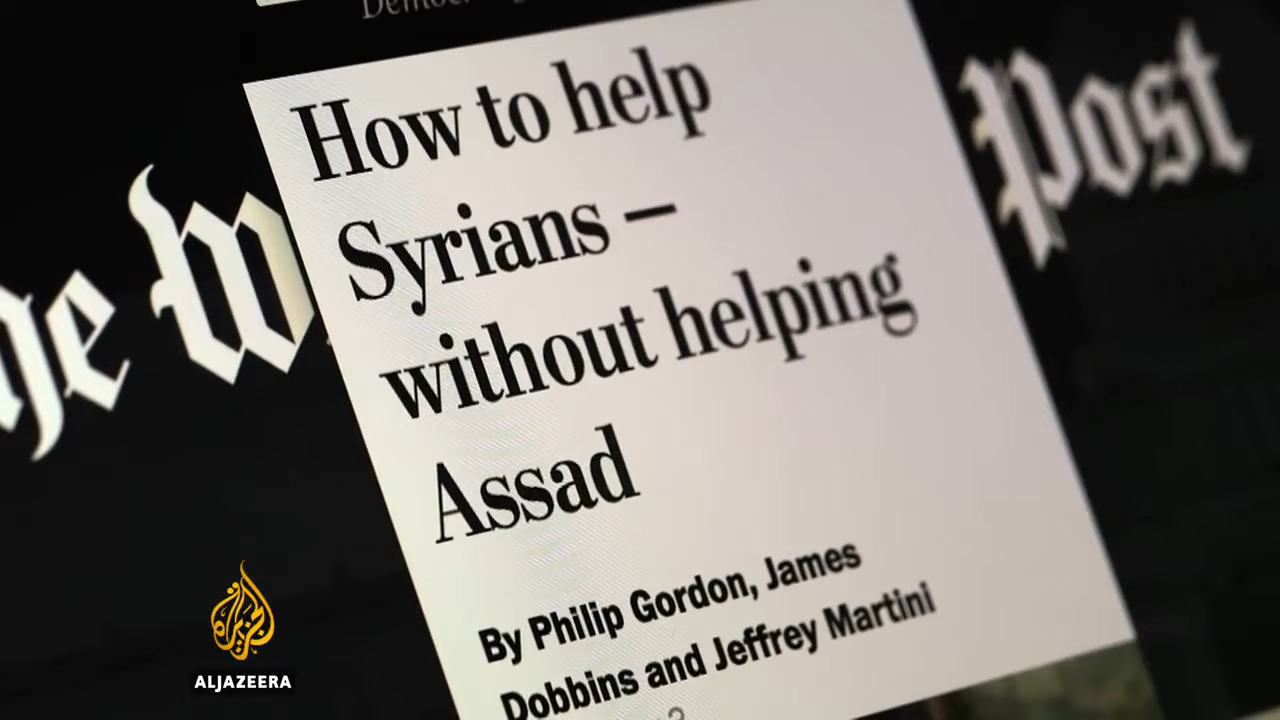 How to help
Syrians –
without helping
Assad
By Philip Gordon, James
Dobbins and Jeffrey Martini
Post
ALJAZEERA